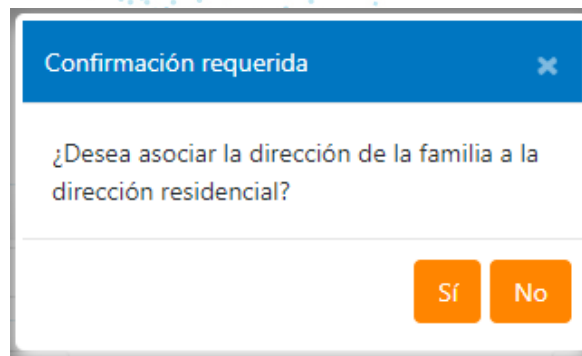 Confirmación requerida
¿Desea asociar la dirección de la familia a la
dirección residencial?
Sí No